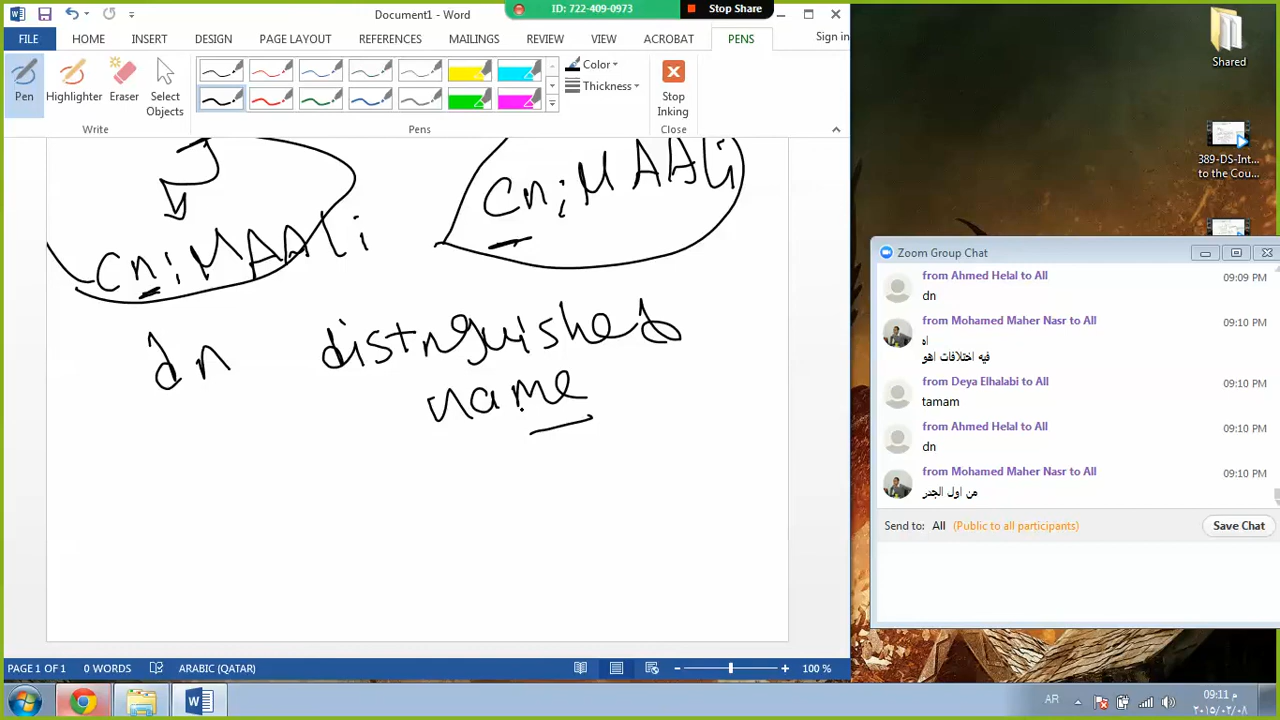 Document1 - Word
ID: 722-409-0973
Stop Share
FILE
HOME
INSERT
DESIGN
PAGE LAYOUT
REFERENCES
MAILINGS
REVIEW
VIEW
ACROBAT
PENS
Sign in
Pen
Highlighter
Eraser
Select Objects
Color
Thickness
Stop Inking
Write
Pens
Close
Cn;MAALi
Cn;MAALi
dn distnguished
name
Shared
389-DS-Int...
to the Cou...
Zoom Group Chat
from Ahmed Helal to All 09:09 PM
dn
from Mohamed Maher Nasr to All 09:10 PM
اه
فيه اختلافات اهو
from Deya Elhalabi to All 09:10 PM
tamam
from Ahmed Helal to All 09:10 PM
dn
from Mohamed Maher Nasr to All 09:10 PM
من اول الجدر
Send to: All (Public to all participants) Save Chat
PAGE 1 OF 1 0 WORDS ARABIC (QATAR) 100 %
AR
09:11 م
٢٠١٥/٠٢/٠٨